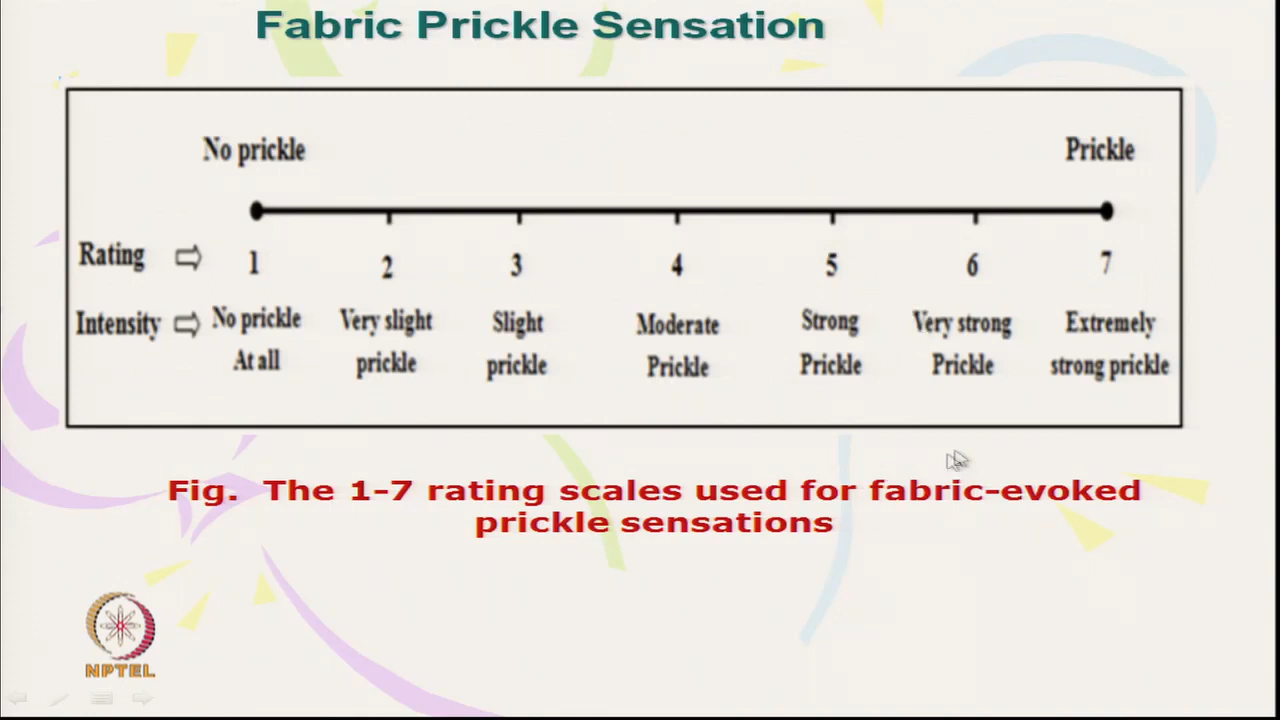 Fabric Prickle Sensation
No prickle Prickle
Rating 1 2 3 4 5 6 7
Intensity No prickle Very slight Slight Moderate Strong Very strong Extremely
At all prickle prickle Prickle Prickle Prickle strong prickle
Fig. The 1-7 rating scales used for fabric-evoked
prickle sensations
NPTEL